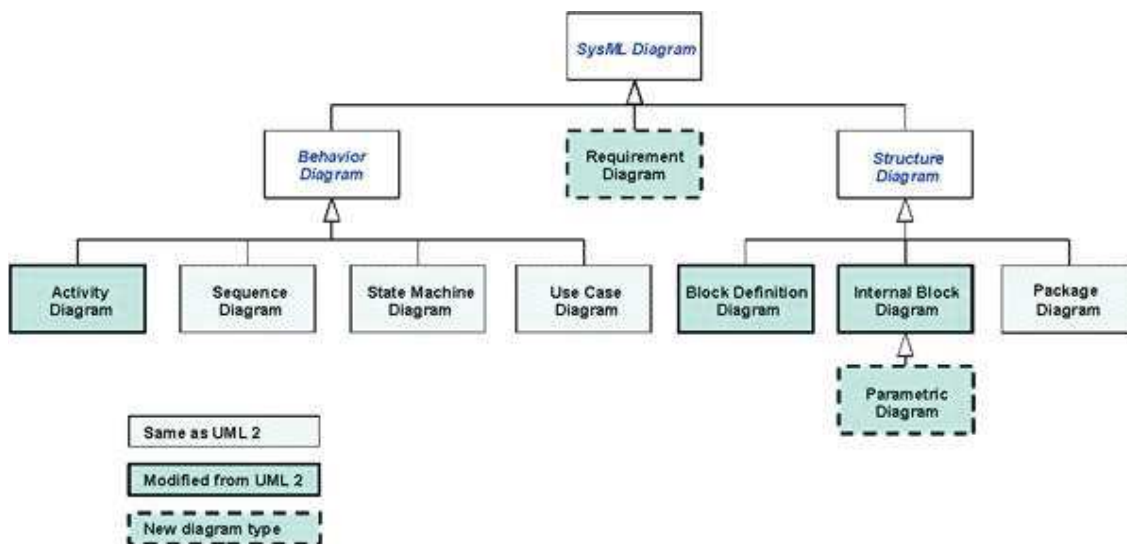 SysML Diagram
Behavior
Diagram
Requirement
Diagram
Structure
Diagram
Activity
Diagram
Sequence
Diagram
State Machine
Diagram
Use Case
Diagram
Block Definition
Diagram
Internal Block
Diagram
Package
Diagram
Parametric
Diagram
Same as UML 2
Modified from UML 2
New diagram type